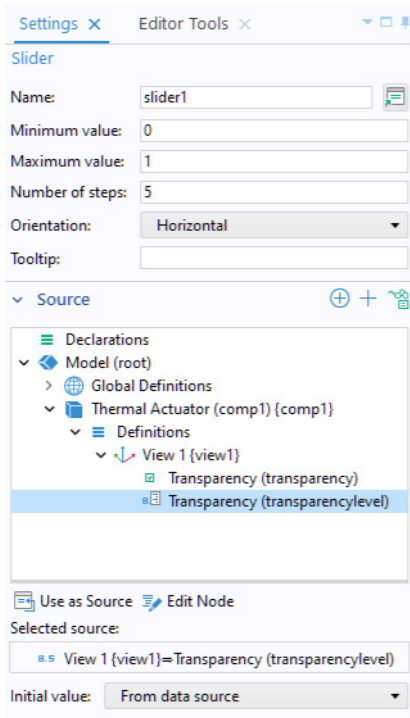 Settings Editor Tools
Slider
Name: slider1
Minimum value: 0
Maximum value: 1
Number of steps: 5
Orientation: Horizontal
Tooltip:
Source
Declarations
Model (root)
Global Definitions
Thermal Actuator (comp1) {comp1}
Definitions
View 1 {view1}
Transparency (transparency)
Transparency (transparencylevel)
Use as Source Edit Node
Selected source:
8.5 View 1 {view1}⇒Transparency (transparencylevel)
Initial value: From data source